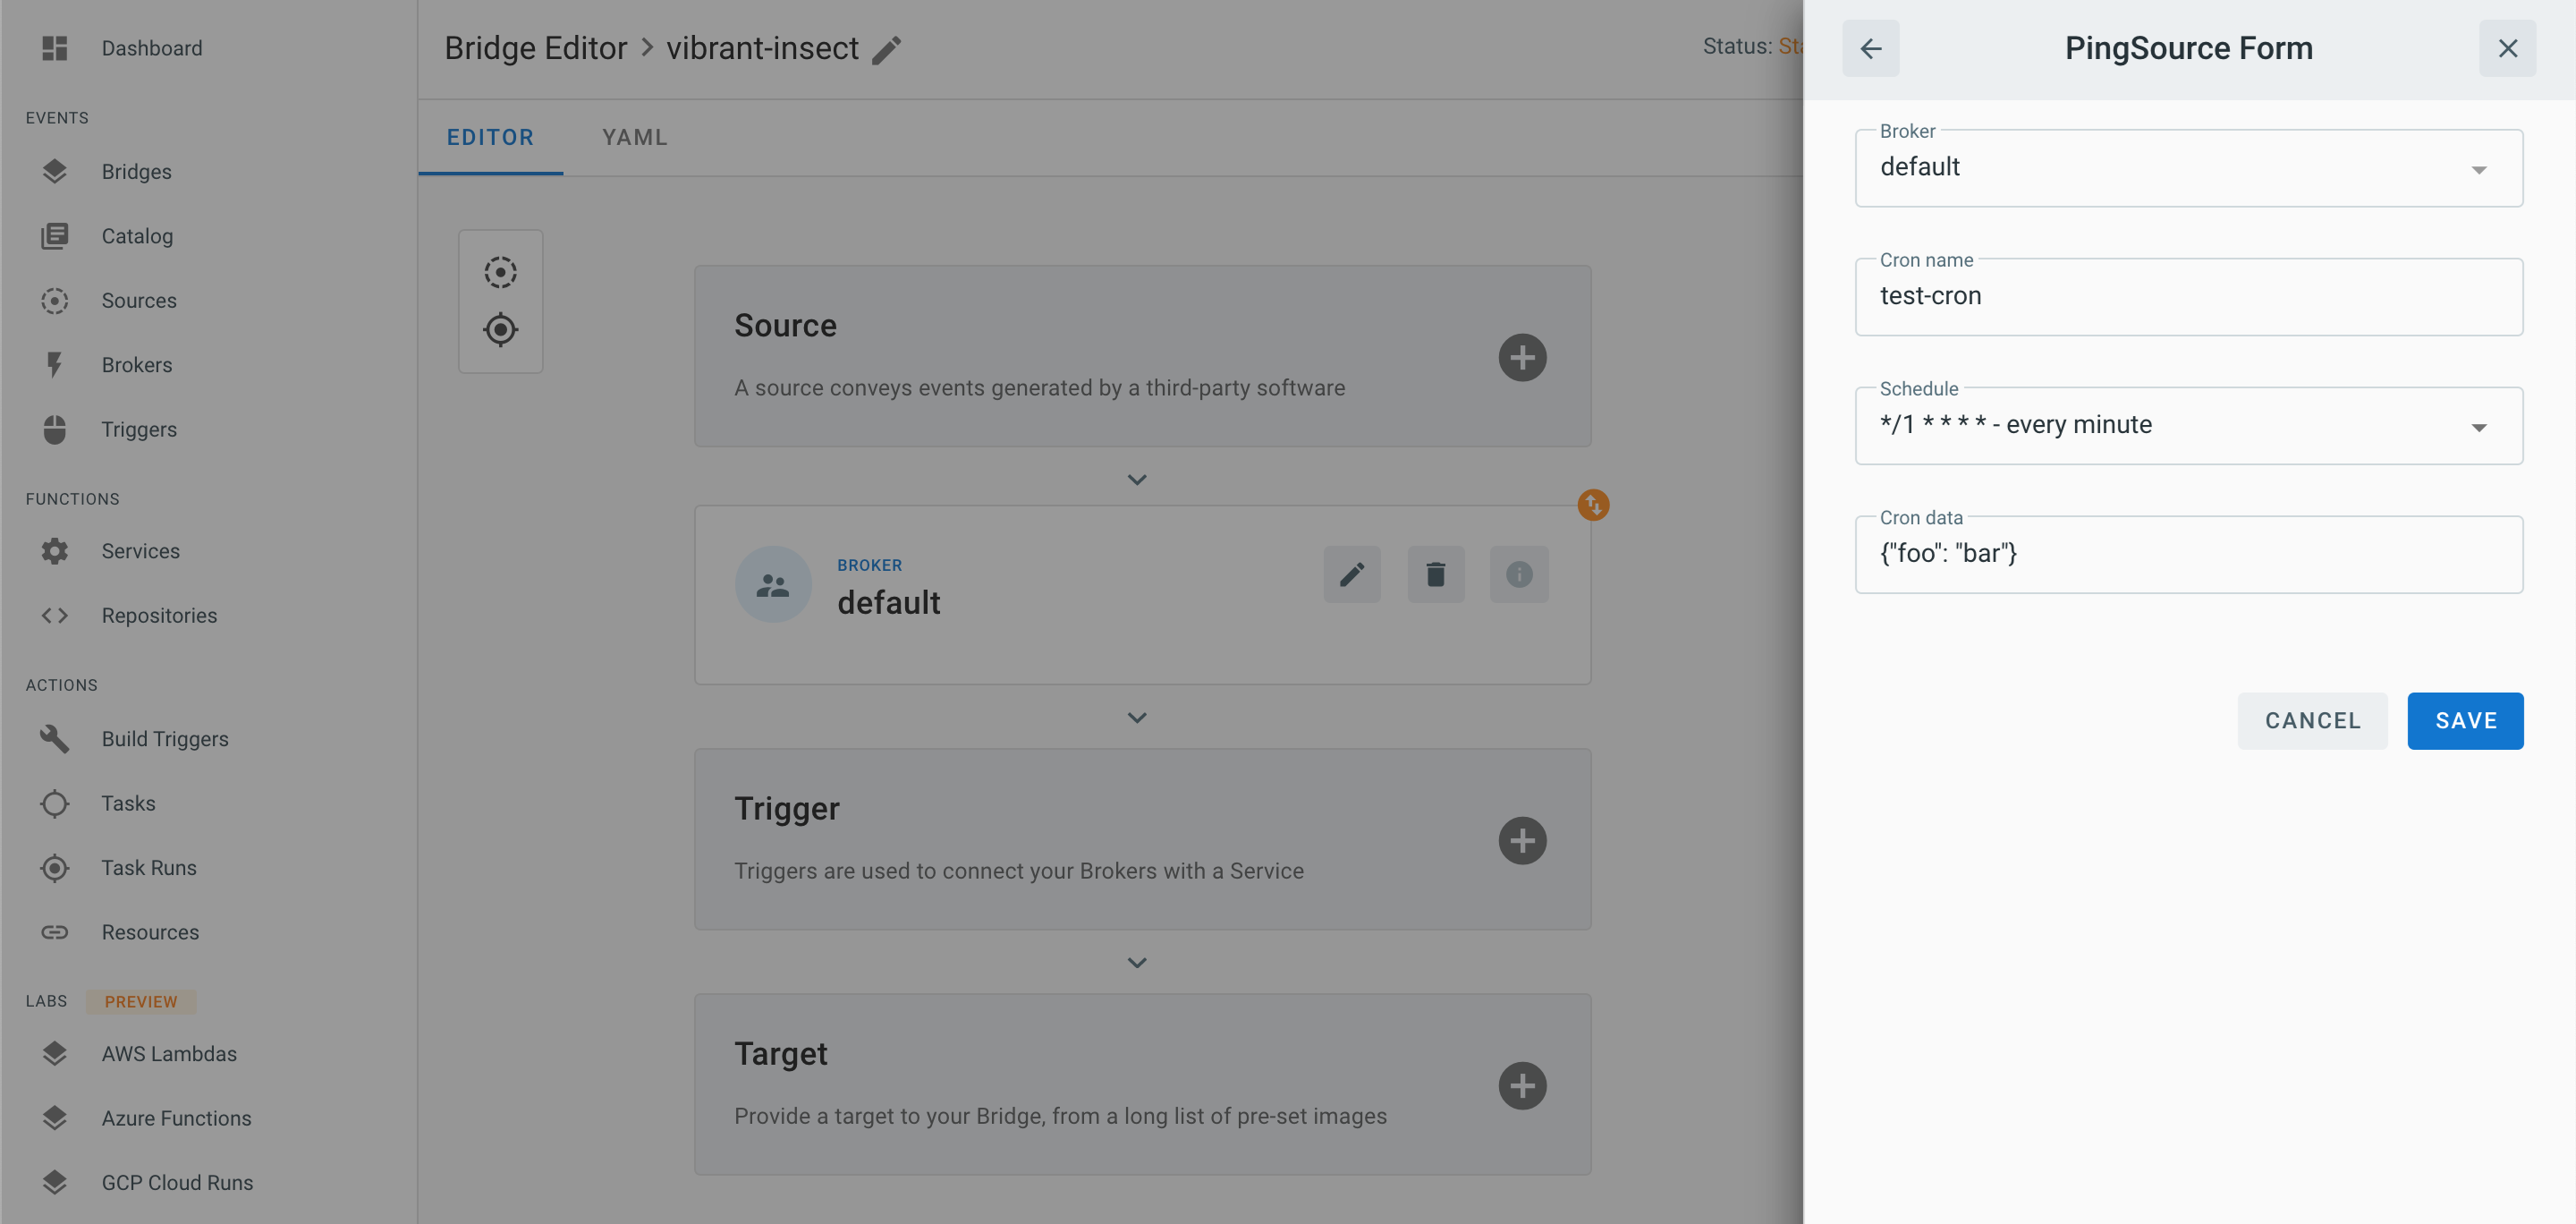 Dashboard
EVENTS
Bridges
Catalog
Sources
Brokers
Triggers
FUNCTIONS
Services
Repositories
ACTIONS
Build Triggers
Tasks
Task Runs
Resources
LABS PREVIEW
AWS Lambdas
Azure Functions
GCP Cloud Runs
Bridge Editor > vibrant-insect
Status:
EDITOR YAML
Source
A source conveys events generated by a third-party software
BROKER
default
Trigger
Triggers are used to connect your Brokers with a Service
Target
Provide a target to your Bridge, from a long list of pre-set images
PingSource Form
Broker
default
Cron name
test-cron
Schedule
*/1 * * * * - every minute
Cron data
{"foo": "bar"}
CANCEL SAVE